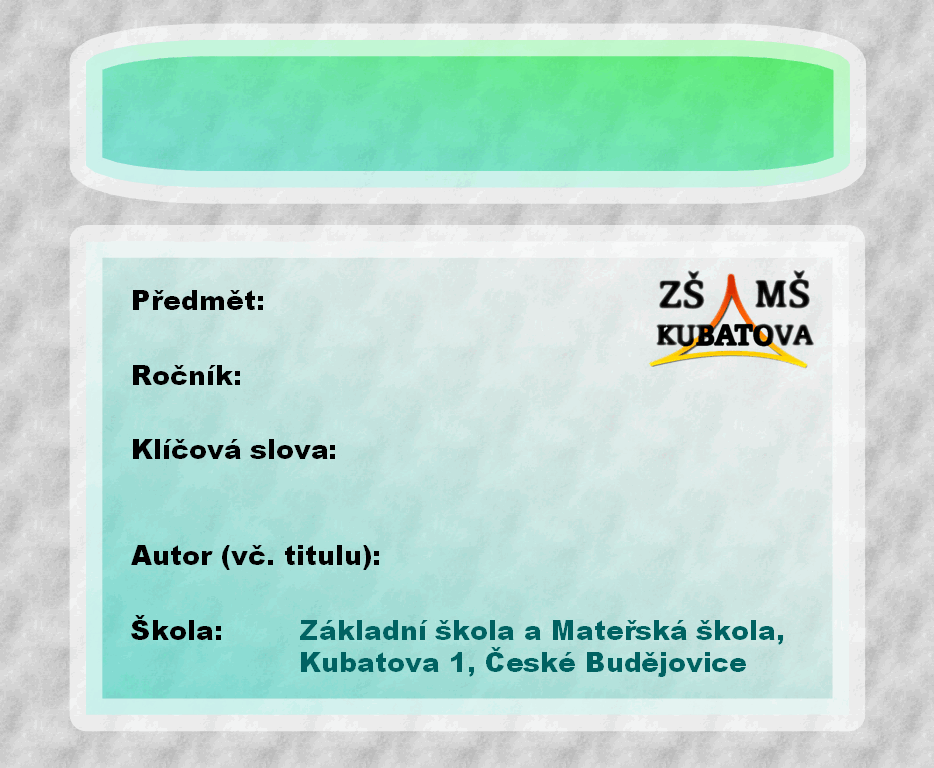 ZŠ MŠ
KUBATOVA
Předmět:
Ročník:
Klíčová slova:
Autor (vč. titulu):
Škola: Základní škola a Mateřská škola,
Kubatova 1, České Budějovice